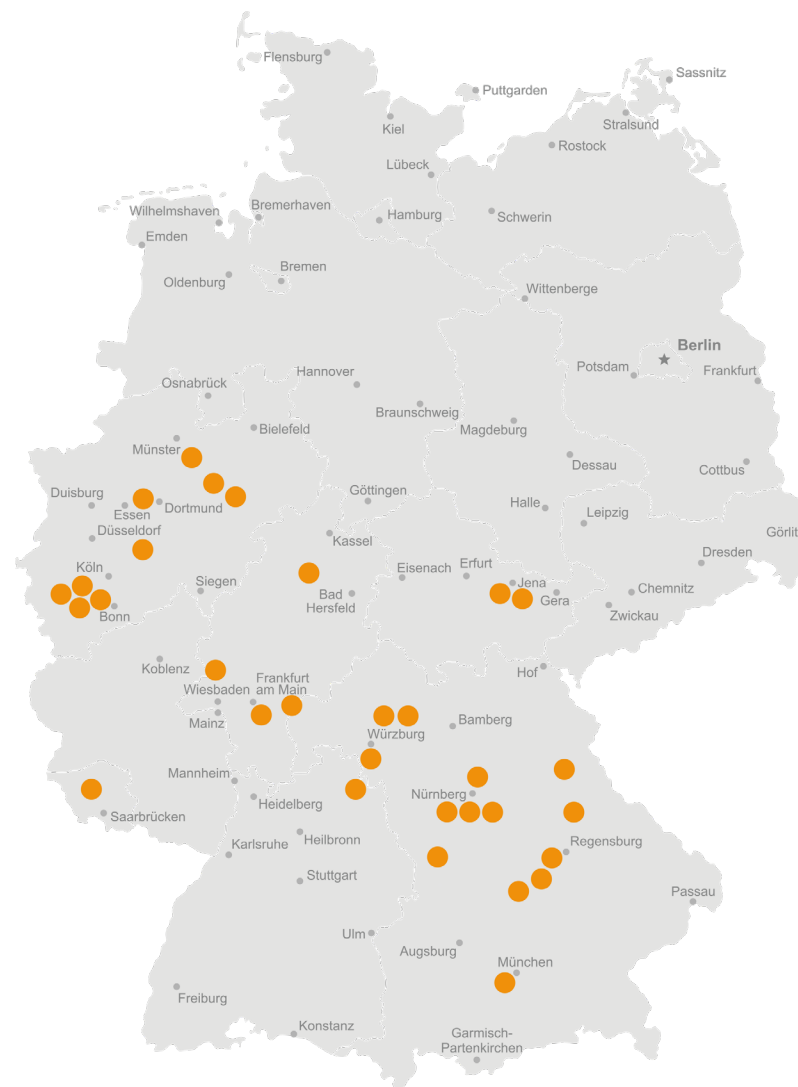 Flensburg
Sassnitz
Puttgarden
Kiel
Stralsund
Rostock
Lübeck
Wilhelmshaven
Bremerhaven
Hamburg
Schwerin
Emden
Bremen
Oldenburg
Wittenberge
Berlin
Hannover
Potsdam
Frankfurt
Osnabrück
Braunschweig
Bielefeld
Magdeburg
Münster
Dessau
Cottbus
Duisburg
Göttingen
Halle
Essen
Dortmund
Leipzig
Düsseldorf
Kassel
Görlit
Dresden
Köln
Siegen
Eisenach
Erfurt
Jena
Chemnitz
Bad
Hersfeld
Gera
Bonn
Zwickau
Koblenz
Hof
Frankfurt
am Main
Wiesbaden
Mainz
Bamberg
Würzburg
Mannheim
Nürnberg
Heidelberg
Saarbrücken
Heilbronn
Karlsruhe
Regensburg
Stuttgart
Passau
Ulm
Augsburg
München
Freiburg
Konstanz
Garmisch-
Partenkirchen